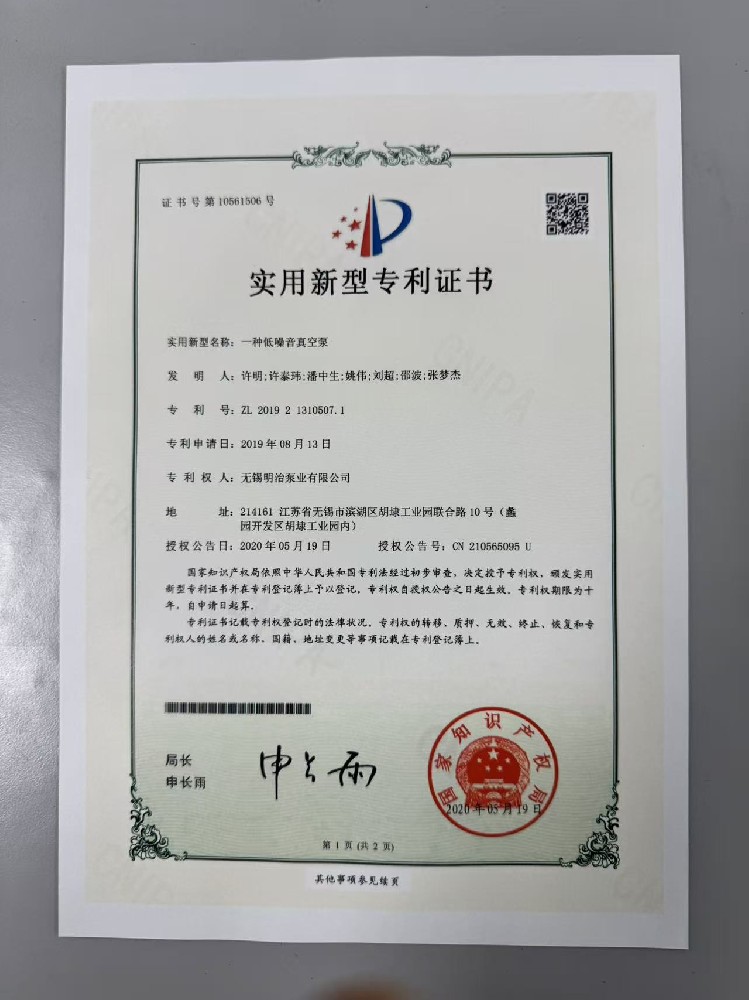 证书号第10561506号
实用新型专利证书
实用新型名称：一种低噪音真空泵
发 明 人：许明;许泰玮;潘中生;姚伟;刘超;邵波;张梦杰
专 利 号：ZL 2019 2 1310507.1
专利申请日：2019年08月13日
专 利 权 人：无锡明冶泵业有限公司
地 址：214161 江苏省无锡市滨湖区胡埭工业园联合路10号（蠡
园开发区胡埭工业园内）
授权公告日：2020年05月19日 授权公告号：CN 210565095 U
国家知识产权局依照中华人民共和国专利法经过初步审查，决定授予专利权，颁发实用
新型专利证书并在专利登记簿上予以登记。专利权自授权公告之日起生效。专利权期限为十
年，自申请日起算。
专利证书记载专利权登记时的法律状况。专利权的转移、质押、无效、终止、恢复和专
利权人的姓名或名称、国籍、地址变更等事项记载在专利登记簿上。
局长
申长雨
申长雨
国家知识产权局
2020年05月19日
第 1 页 (共 2 页)
其他事项参见续页